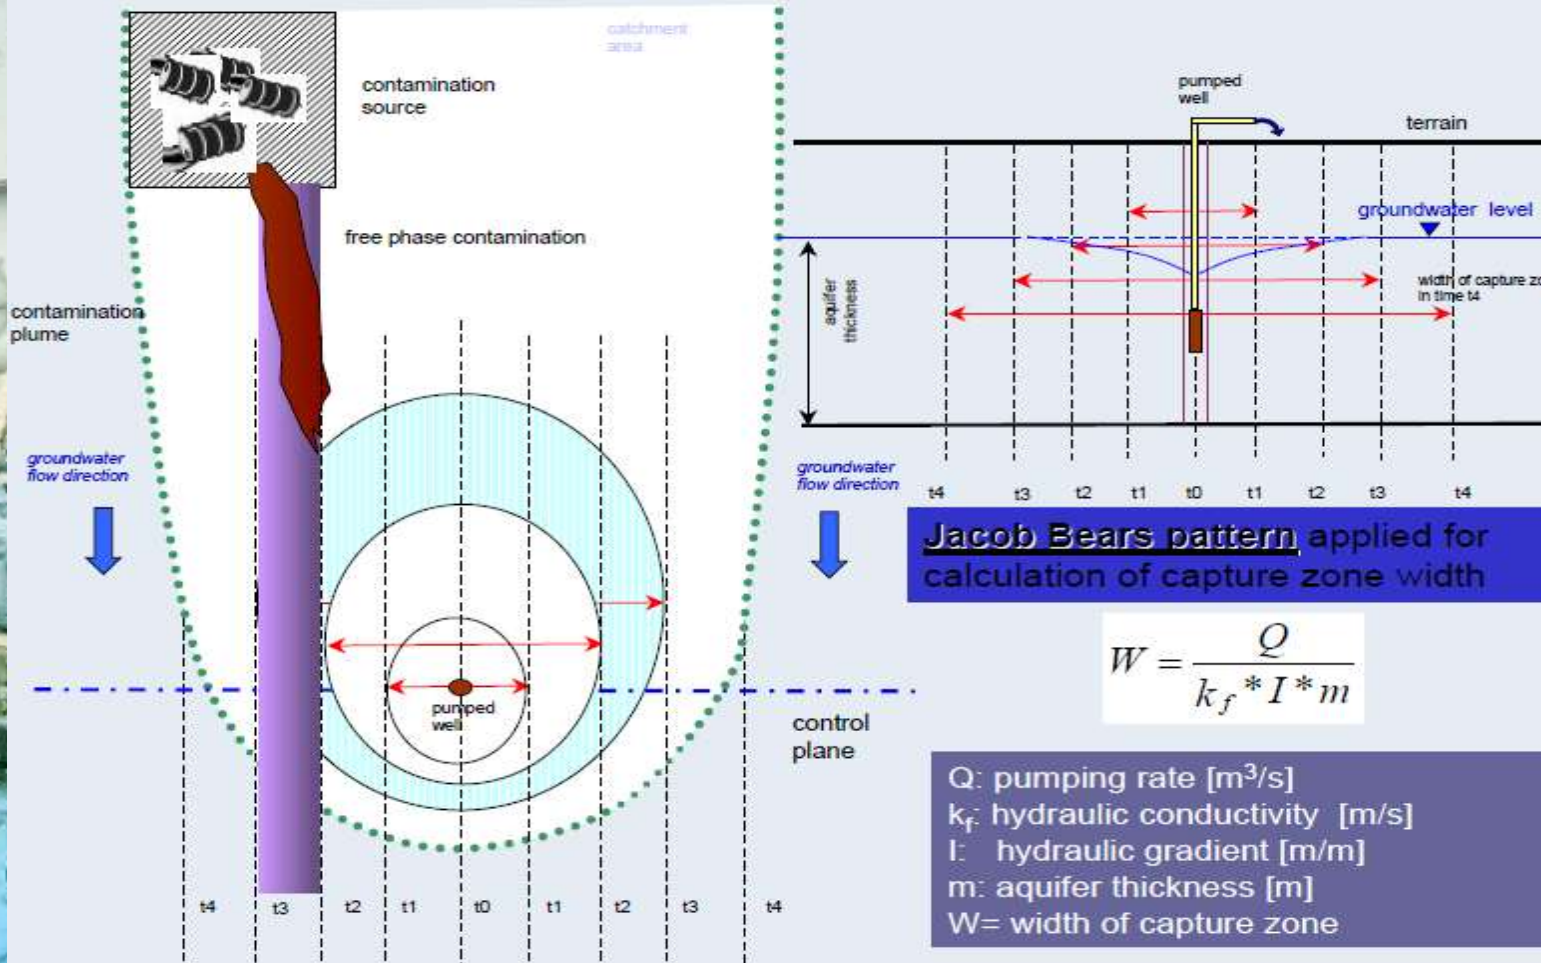 catchment
area
contamination
source
free phase contamination
contamination
plume
groundwater
flow direction
pumped
well
control
plane
t4
t3
t2
t1
t0
t1
t2
t3
t4
pumped
well
terrain
groundwater level
aquifer
thickness
width of capture zo
in time t4
groundwater
flow direction
t4
t3
t2
t1
t0
t1
t2
t3
t4
Jacob Bears pattern applied for
calculation of capture zone width
W = Q / k_f * I * m
Q: pumping rate [m³/s]
k_f: hydraulic conductivity [m/s]
I: hydraulic gradient [m/m]
m: aquifer thickness [m]
W= width of capture zone